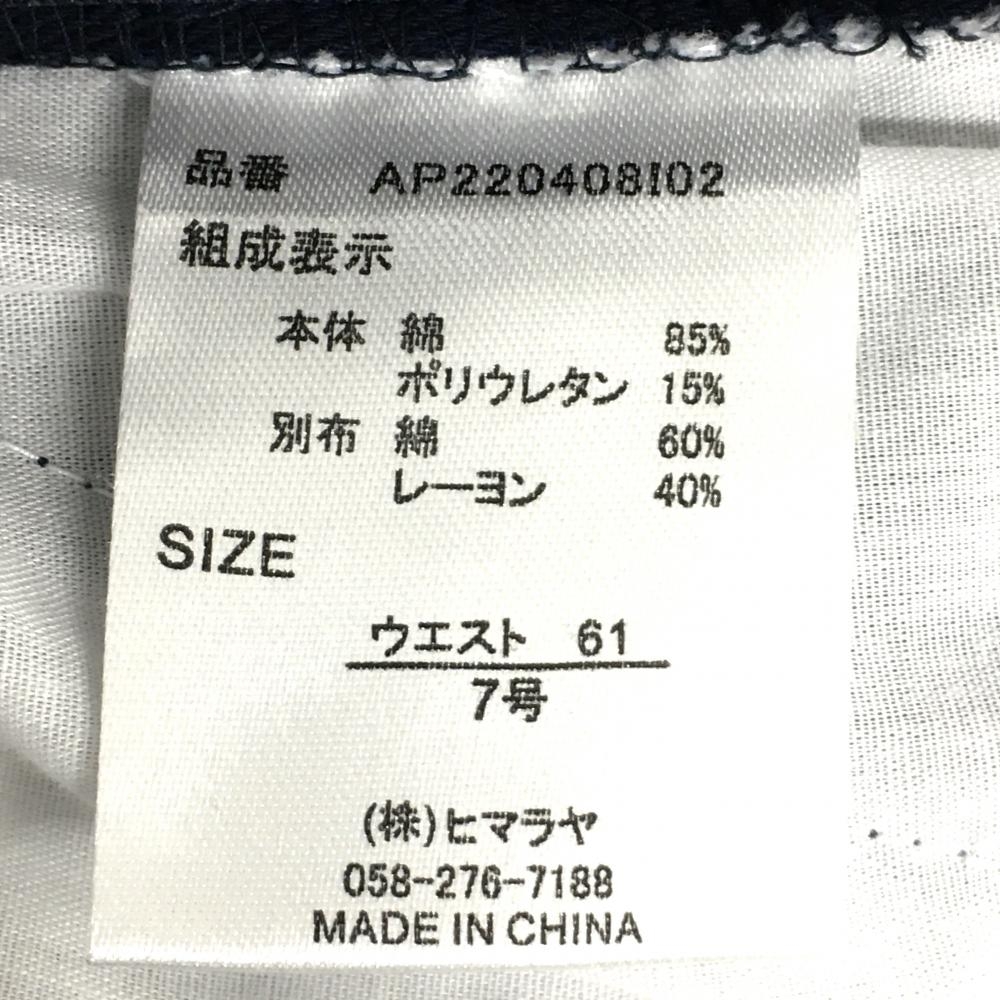 品番 AP220408I02
組成表示
本体 綿 85%
ポリウレタン 15%
別布 綿 60%
レーヨン 40%
SIZE
ウエスト 61
7号
(株)ヒマラヤ
058-276-7188
MADE IN CHINA